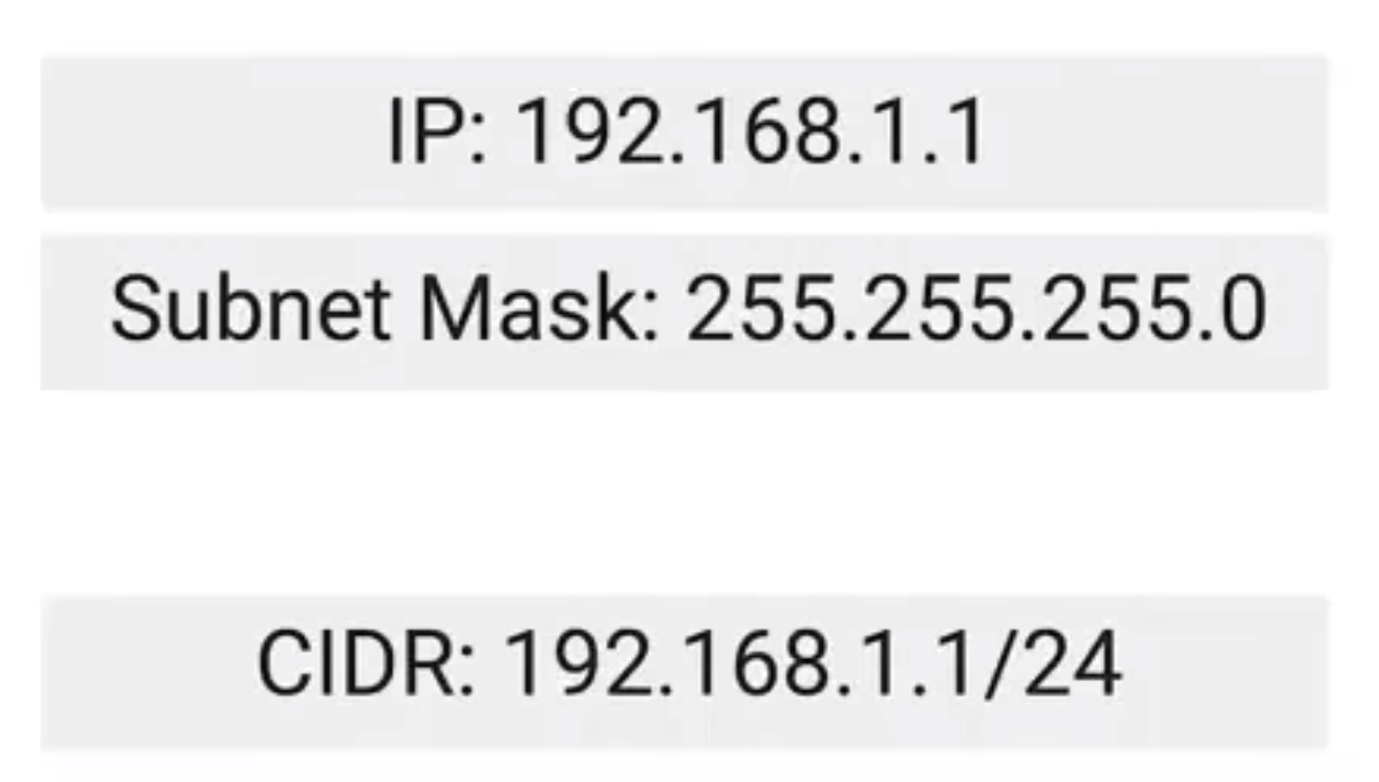 IP: 192.168.1.1
Subnet Mask: 255.255.255.0
CIDR: 192.168.1.1/24